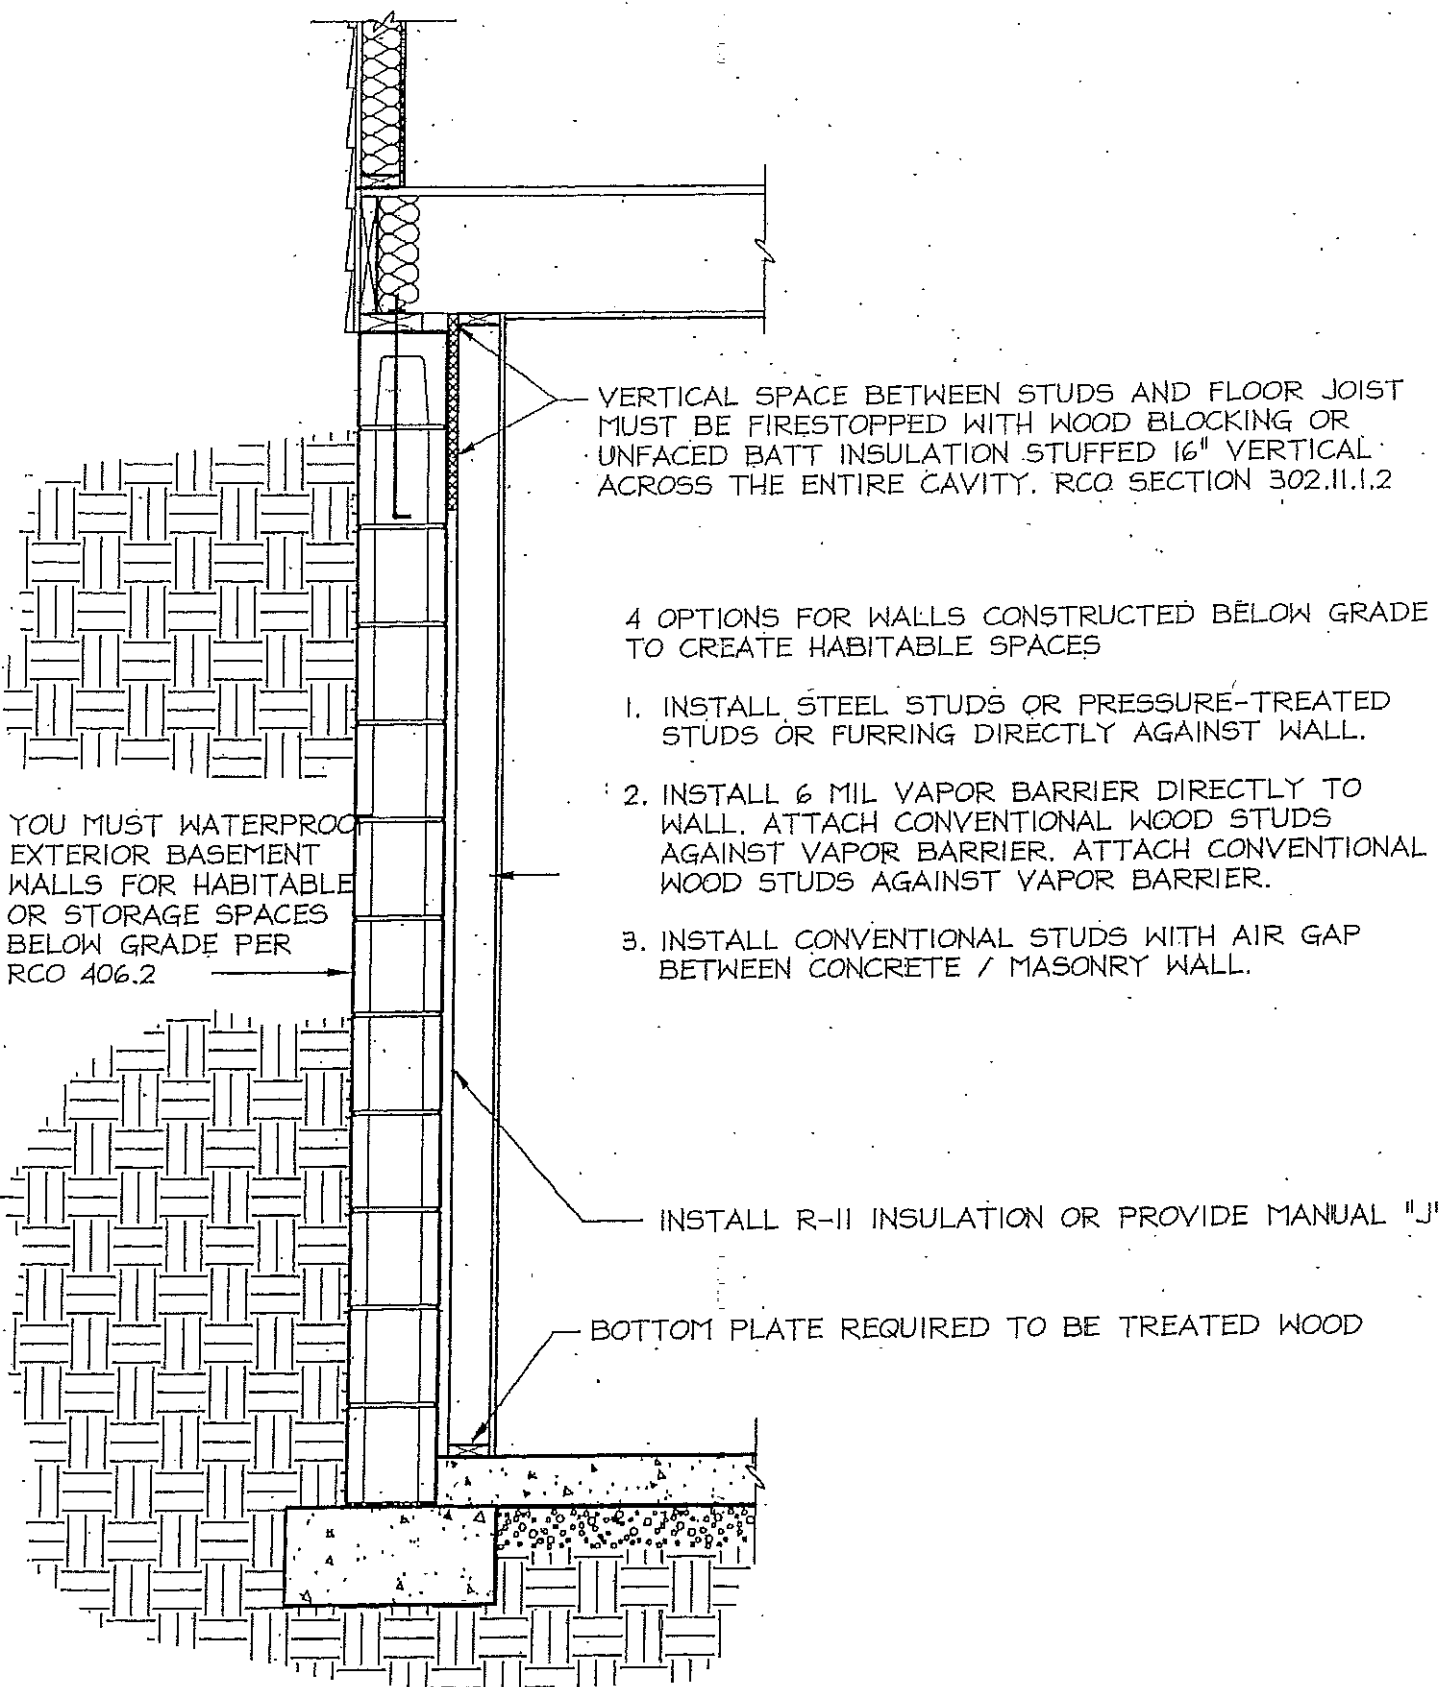 VERTICAL SPACE BETWEEN STUDS AND FLOOR JOIST
MUST BE FIRESTOPPED WITH WOOD BLOCKING OR
UNFACED BATT INSULATION STUFFED 16" VERTICAL
ACROSS THE ENTIRE CAVITY. RCO SECTION 302.11.1.2
4 OPTIONS FOR WALLS CONSTRUCTED BELOW GRADE
TO CREATE HABITABLE SPACES
1. INSTALL STEEL STUDS OR PRESSURE-TREATED
STUDS OR FURRING DIRECTLY AGAINST WALL.
2. INSTALL 6 MIL VAPOR BARRIER DIRECTLY TO
WALL. ATTACH CONVENTIONAL WOOD STUDS
AGAINST VAPOR BARRIER. ATTACH CONVENTIONAL
WOOD STUDS AGAINST VAPOR BARRIER.
3. INSTALL CONVENTIONAL STUDS WITH AIR GAP
BETWEEN CONCRETE / MASONRY WALL.
YOU MUST WATERPROOF
EXTERIOR BASEMENT
WALLS FOR HABITABLE
OR STORAGE SPACES
BELOW GRADE PER
RCO 406.2
INSTALL R-11 INSULATION OR PROVIDE MANUAL "J"
BOTTOM PLATE REQUIRED TO BE TREATED WOOD